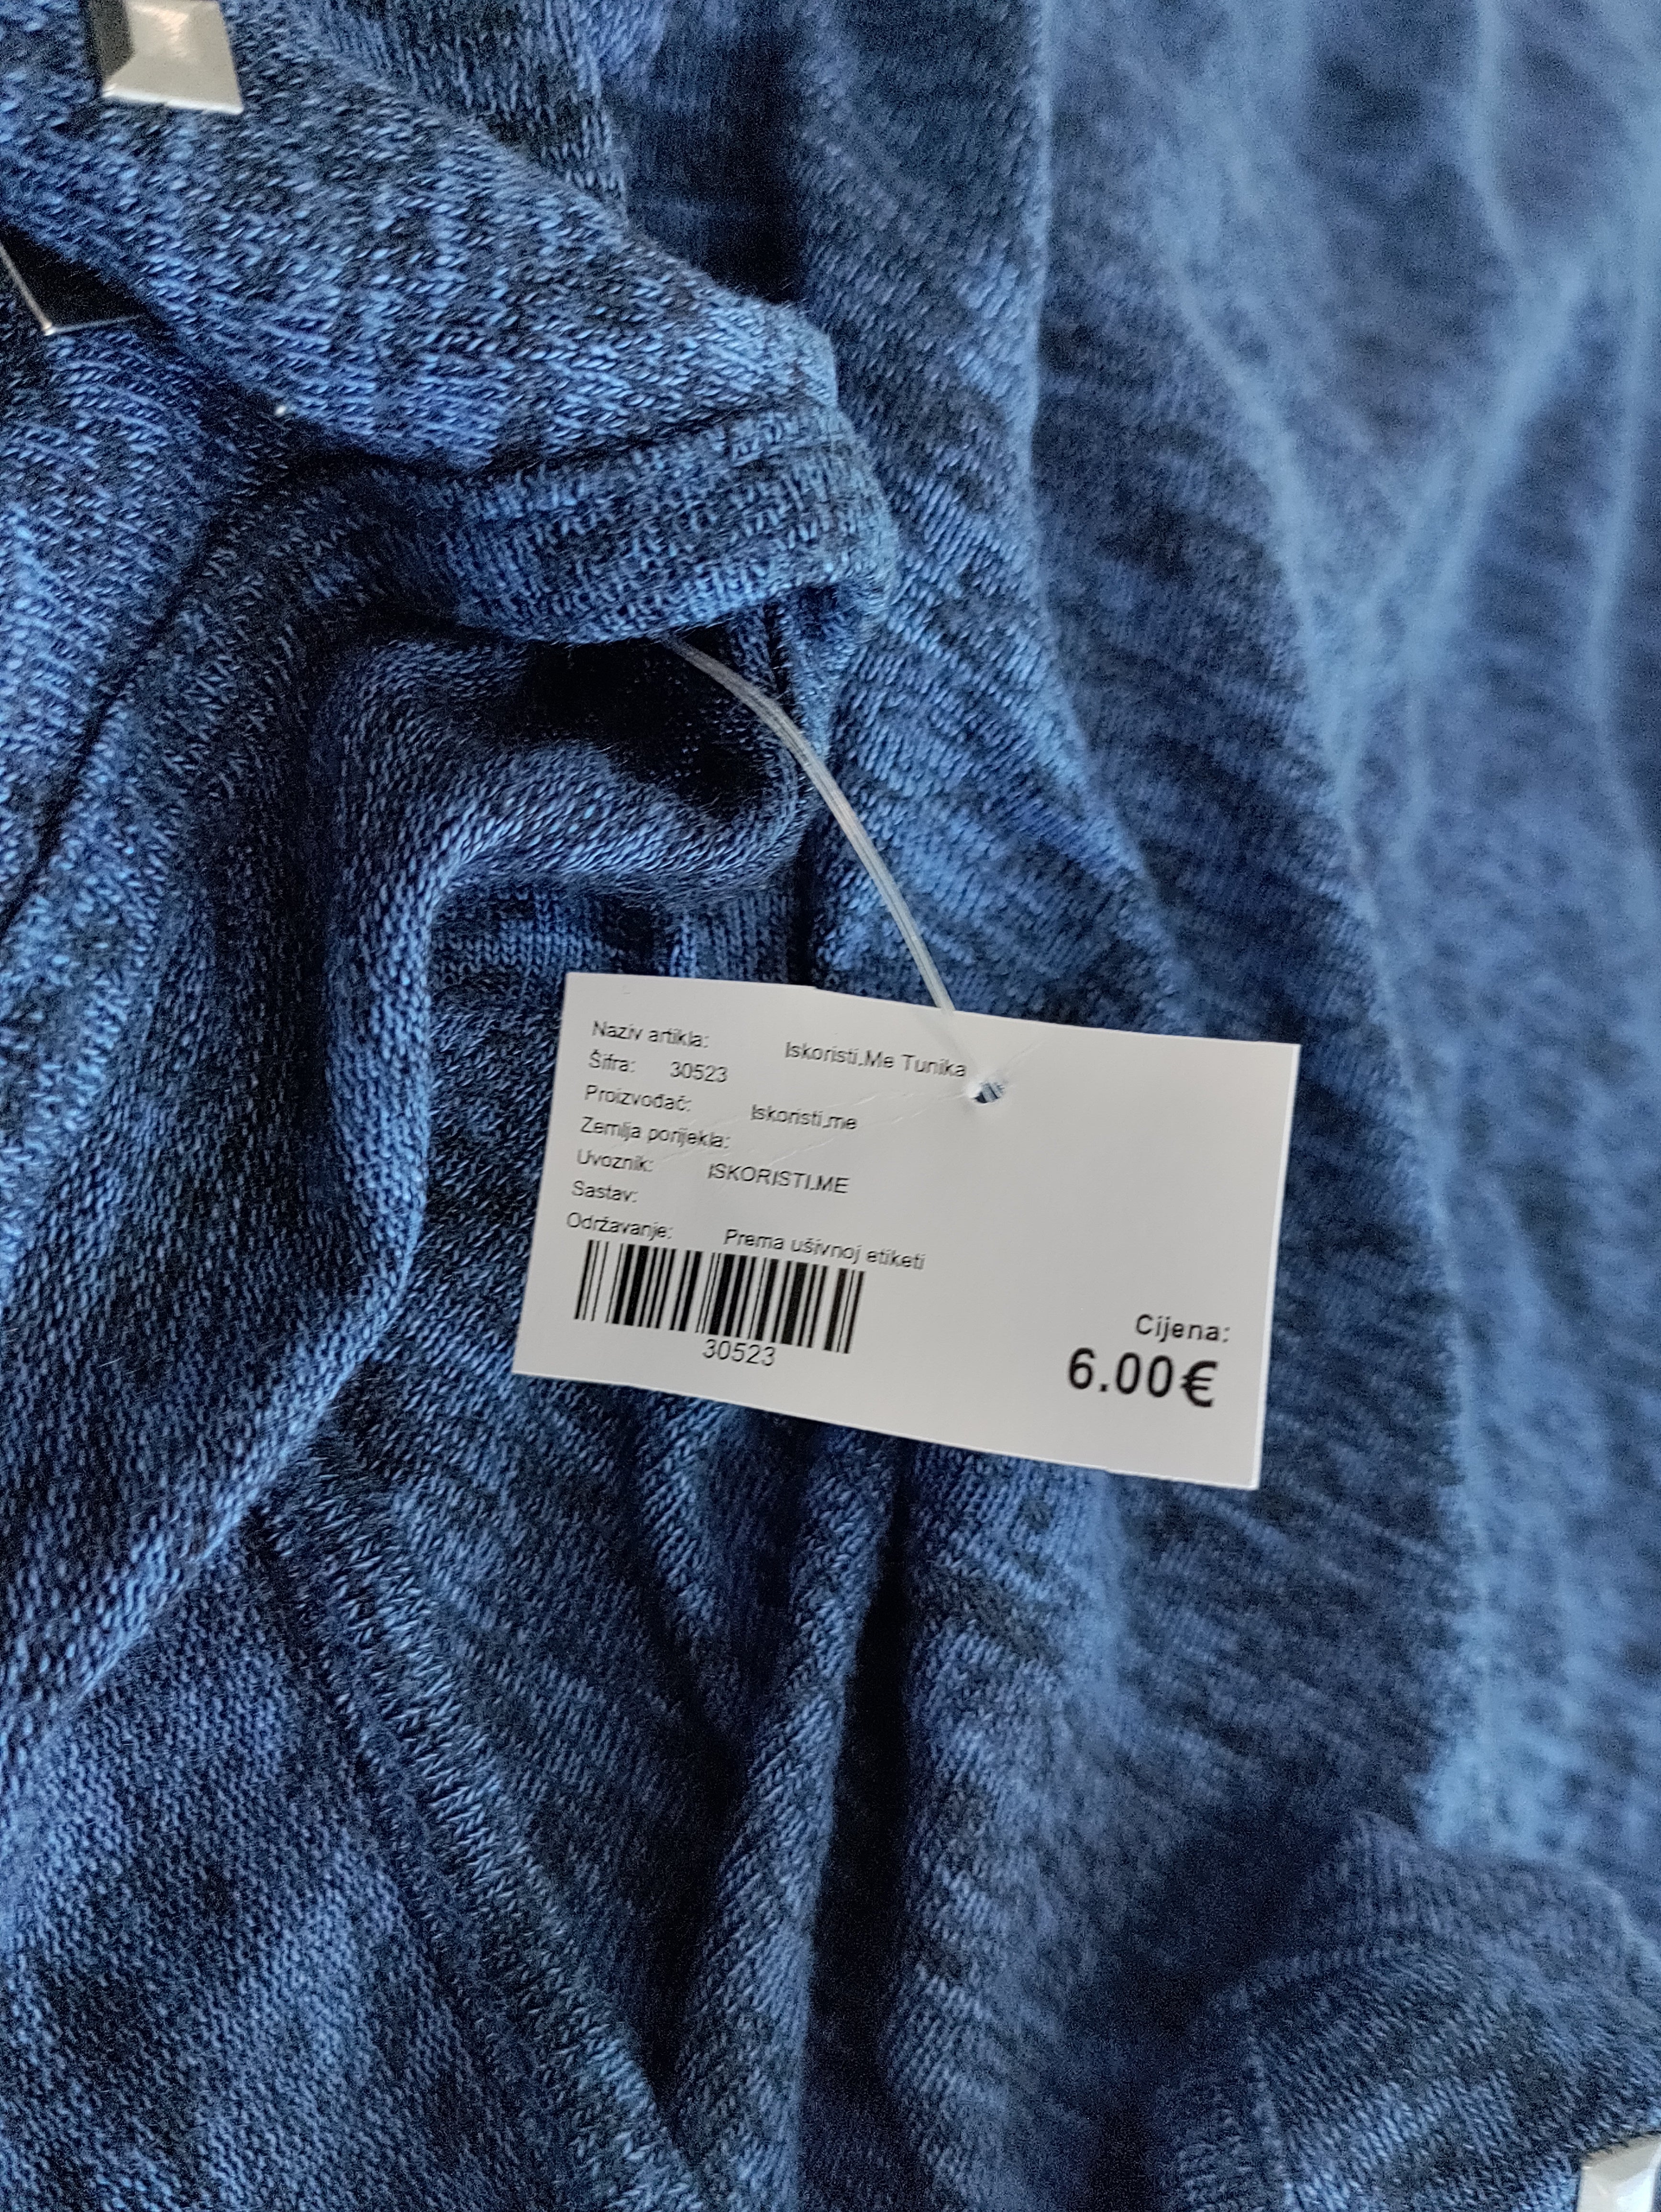 Naziv artikla: Iskoristi.Me Tunika
Šifra: 30523
Proizvođač: Iskoristi.me
Zemlja porijekla:
Uvoznik: ISKORISTI.ME
Sastav:
Održavanje: Prema ušivnoj etiketi
30523
Cijena:
6.00€